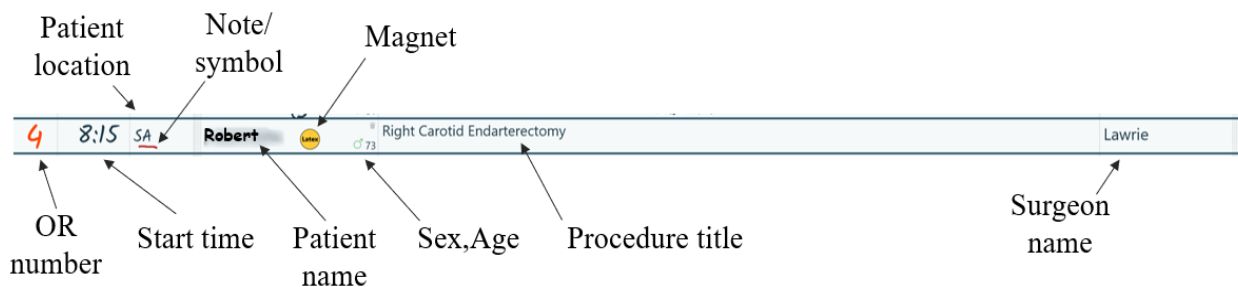 Patient location
Note/ symbol
Magnet
4 8:15 SA Robert Latex ♂ 73 Right Carotid Endarterectomy Lawrie
OR number
Start time
Patient name
Sex,Age
Procedure title
Surgeon name